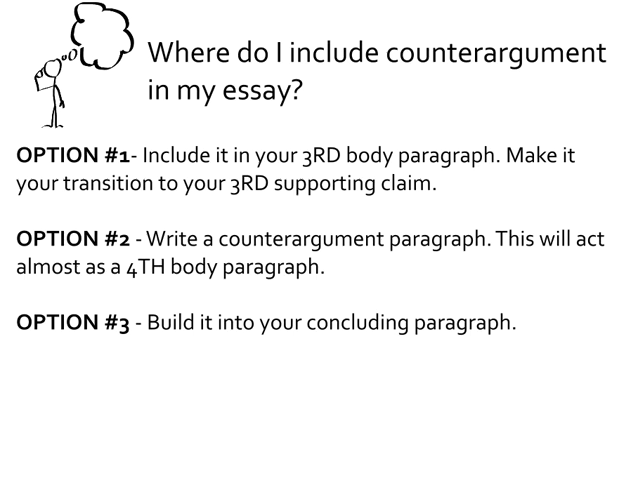 Where do I include counterargument
in my essay?
OPTION #1- Include it in your 3RD body paragraph. Make it
your transition to your 3RD supporting claim.
OPTION #2 - Write a counterargument paragraph. This will act
almost as a 4TH body paragraph.
OPTION #3 - Build it into your concluding paragraph.